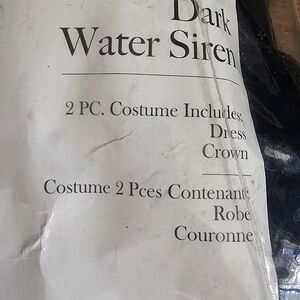 Dark
Water Siren
2 PC. Costume Includes:
Dress
Crown
Costume 2 Pces Contenant:
Robe
Couronne